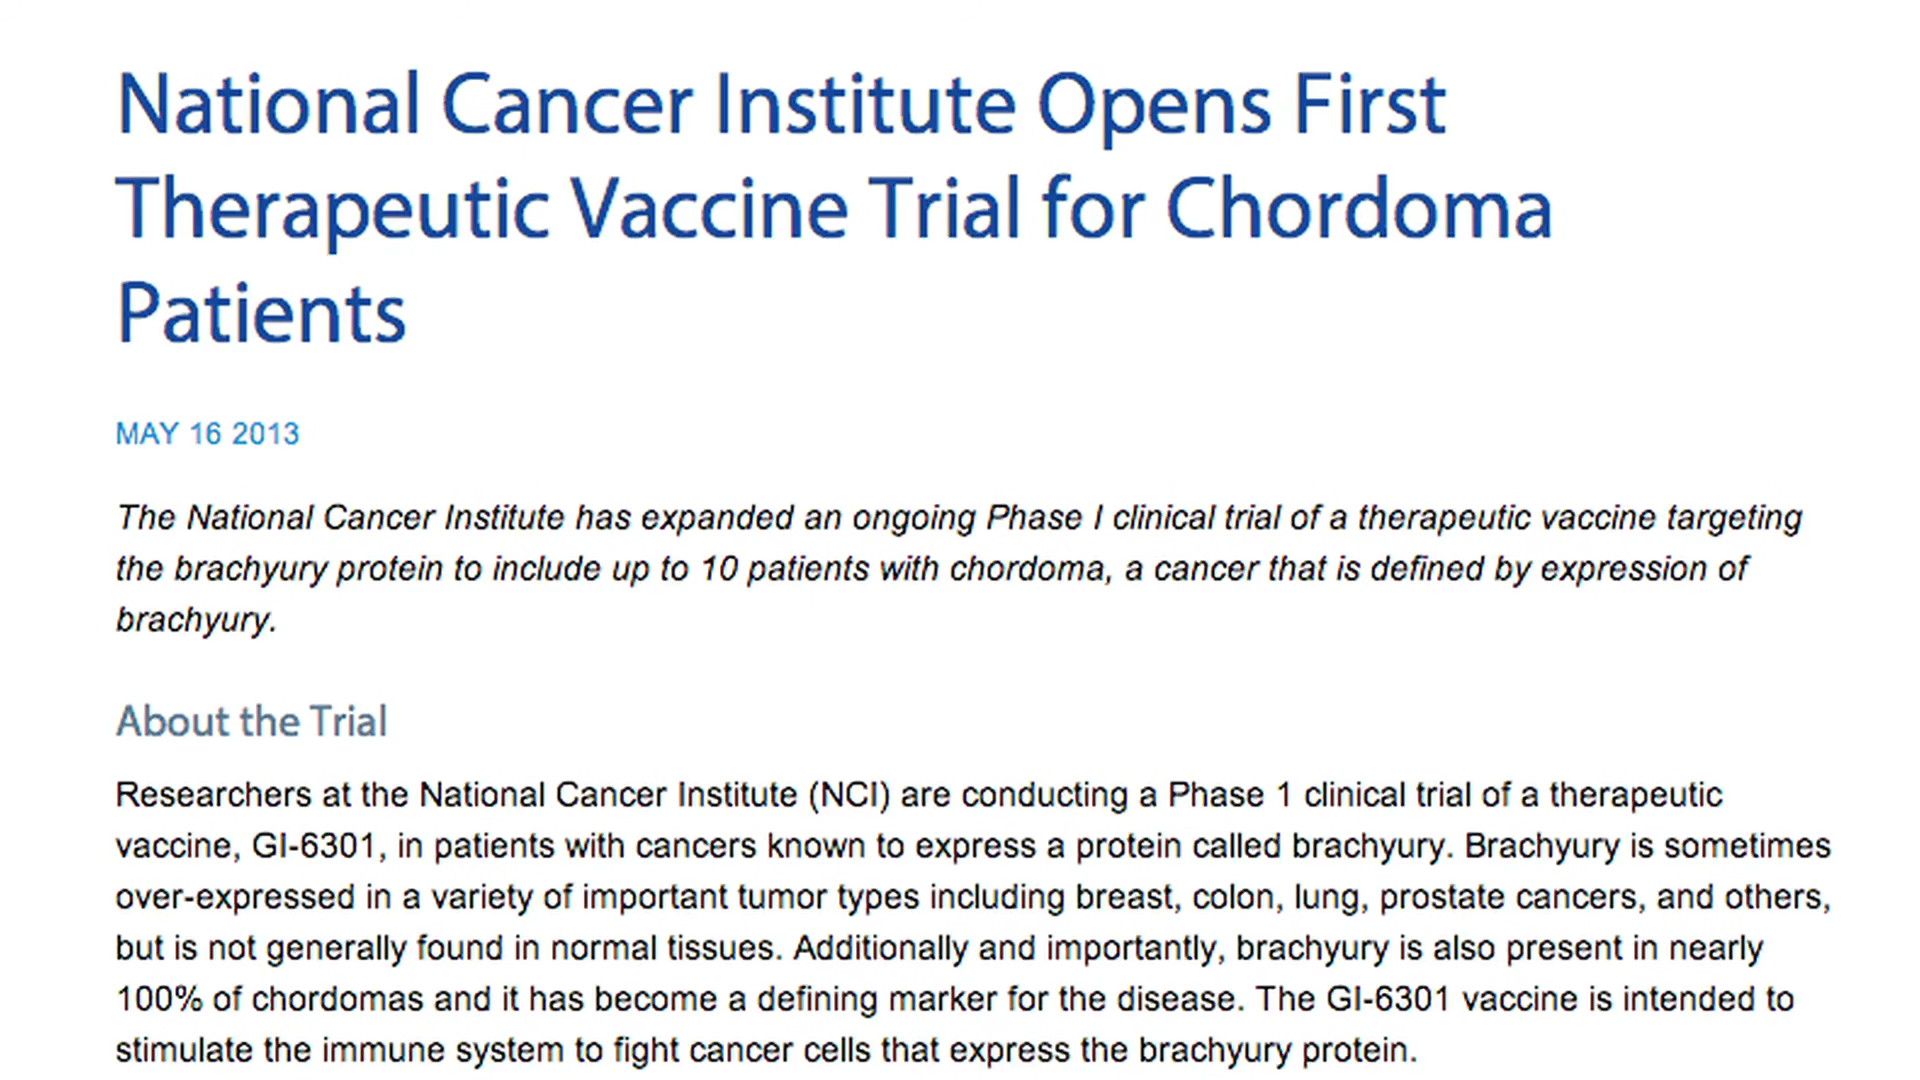 National Cancer Institute Opens First
Therapeutic Vaccine Trial for Chordoma
Patients
MAY 16 2013
The National Cancer Institute has expanded an ongoing Phase I clinical trial of a therapeutic vaccine targeting
the brachyury protein to include up to 10 patients with chordoma, a cancer that is defined by expression of
brachyury.
About the Trial
Researchers at the National Cancer Institute (NCI) are conducting a Phase 1 clinical trial of a therapeutic
vaccine, GI-6301, in patients with cancers known to express a protein called brachyury. Brachyury is sometimes
over-expressed in a variety of important tumor types including breast, colon, lung, prostate cancers, and others,
but is not generally found in normal tissues. Additionally and importantly, brachyury is also present in nearly
100% of chordomas and it has become a defining marker for the disease. The GI-6301 vaccine is intended to
stimulate the immune system to fight cancer cells that express the brachyury protein.